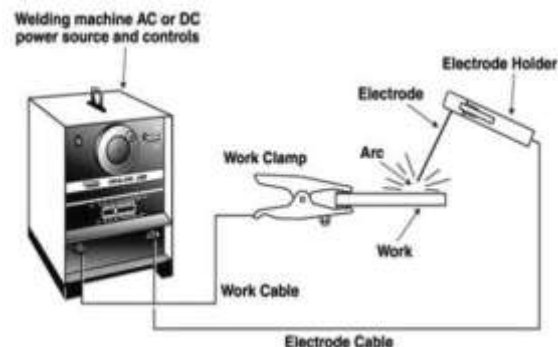 Welding machine AC or DC
power source and controls
Electrode Holder
Electrode
Work Clamp
Arc
Work
Work Cable
Electrode Cable